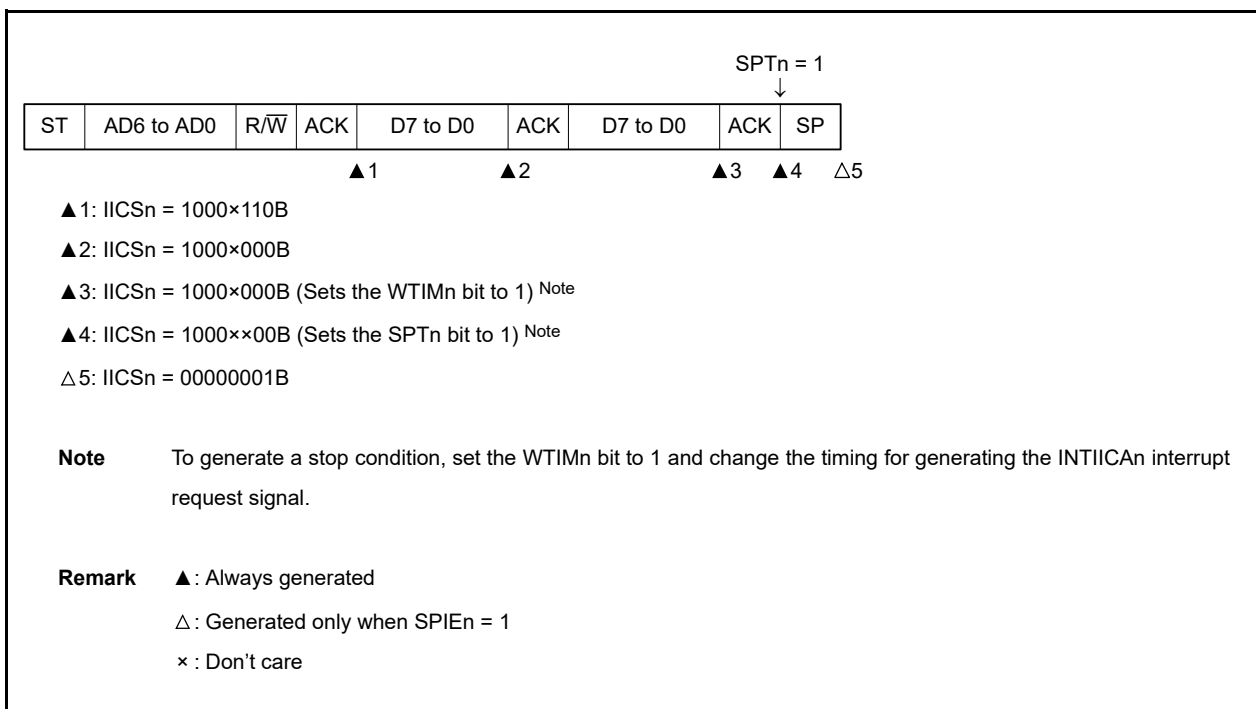 SPTn = 1
↓
ST AD6 to AD0 R/W̅ ACK D7 to D0 ACK D7 to D0 ACK SP
▲1 ▲2 ▲3 ▲4 △5
▲1: IICSn = 1000×110B
▲2: IICSn = 1000×000B
▲3: IICSn = 1000×000B (Sets the WTIMn bit to 1) Note
▲4: IICSn = 1000××00B (Sets the SPTn bit to 1) Note
△5: IICSn = 00000001B
Note To generate a stop condition, set the WTIMn bit to 1 and change the timing for generating the INTIICAn interrupt
request signal.
Remark ▲: Always generated
△: Generated only when SPIEn = 1
×: Don't care